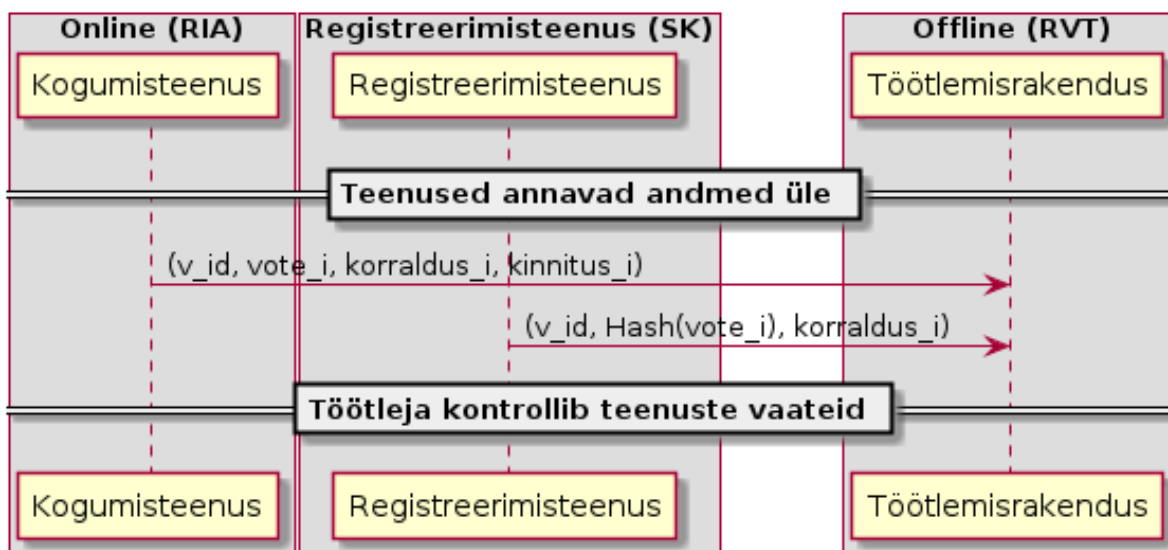 Online (RIA) Registreerimisteenus (SK) Offline (RVT)
Kogumisteenus Registreerimisteenus Töötlemisrakendus
Teenused annavad andmed üle
(v_id, vote_i, korraldus_i, kinnitus_i)
(v_id, Hash(vote_i), korraldus_i)
Töötleja kontrollib teenuste vaateid
Kogumisteenus Registreerimisteenus Töötlemisrakendus